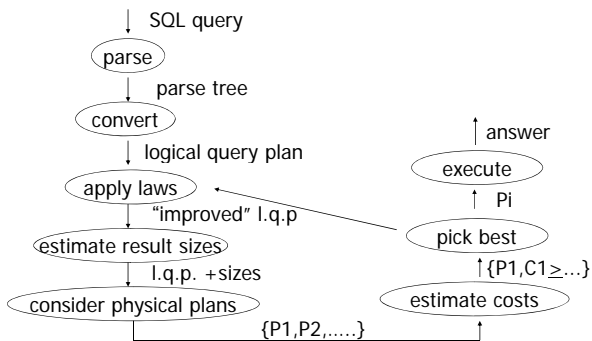 SQL query
parse
parse tree
convert
logical query plan
apply laws
“improved” l.q.p
estimate result sizes
l.q.p. +sizes
consider physical plans
{P1,P2,.....}
estimate costs
{P1,C1>...}
pick best
Pi
execute
answer